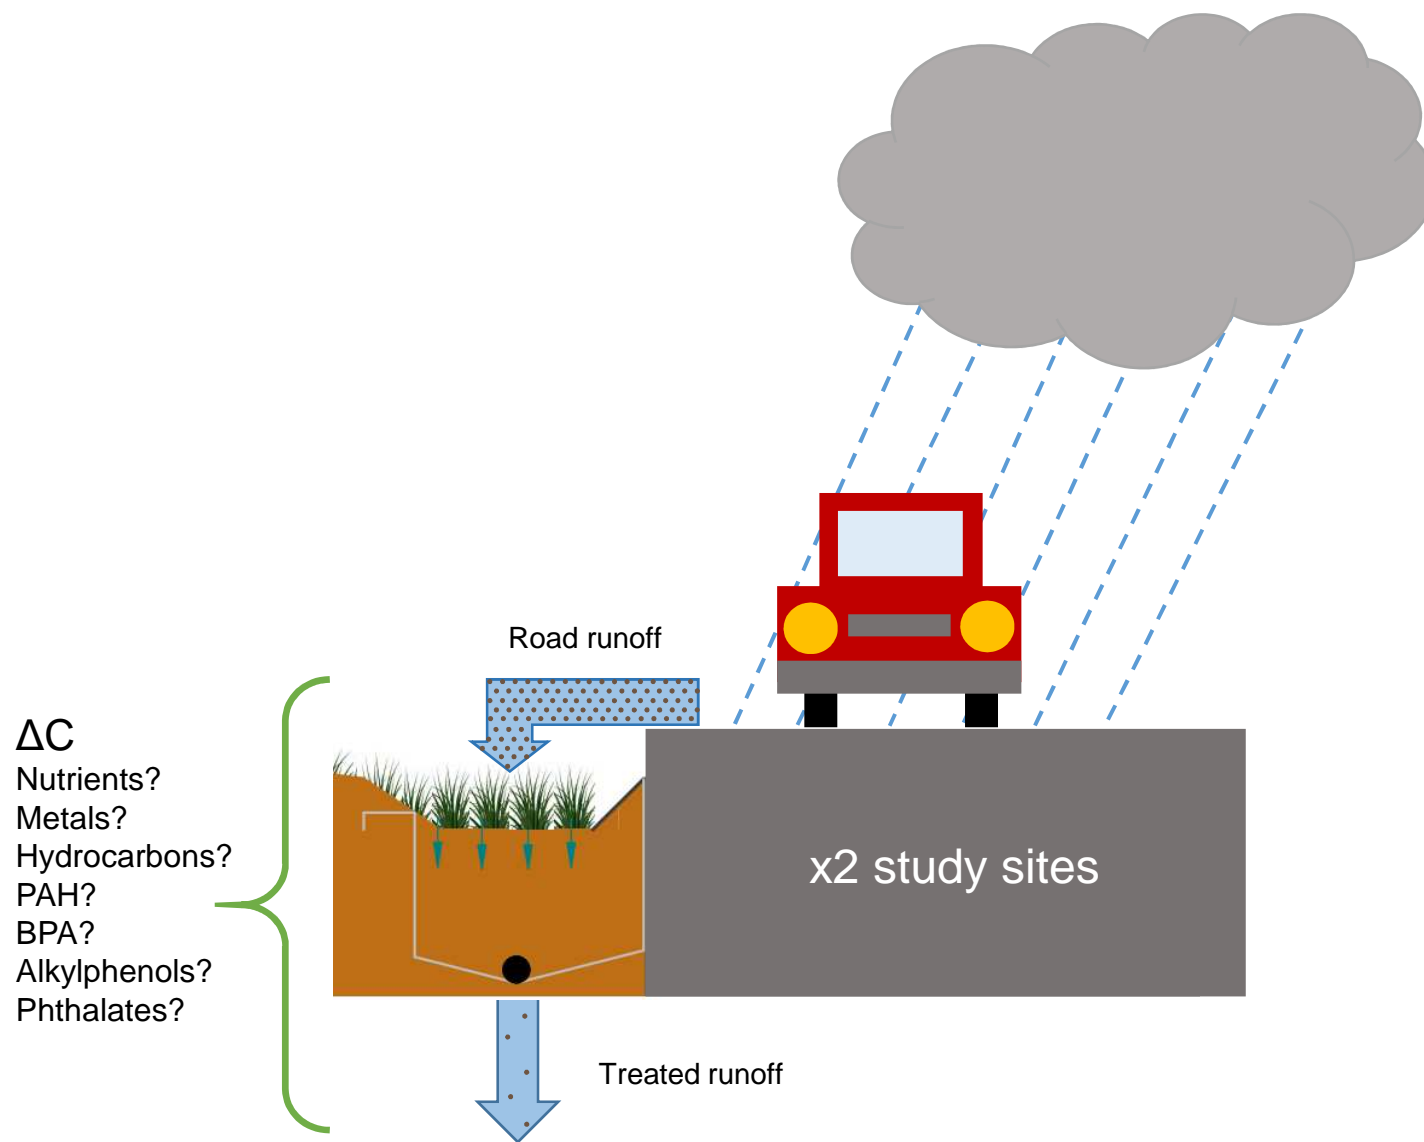 Road runoff
ΔC
Nutrients?
Metals?
Hydrocarbons?
PAH?
BPA?
Alkylphenols?
Phthalates?
x2 study sites
Treated runoff